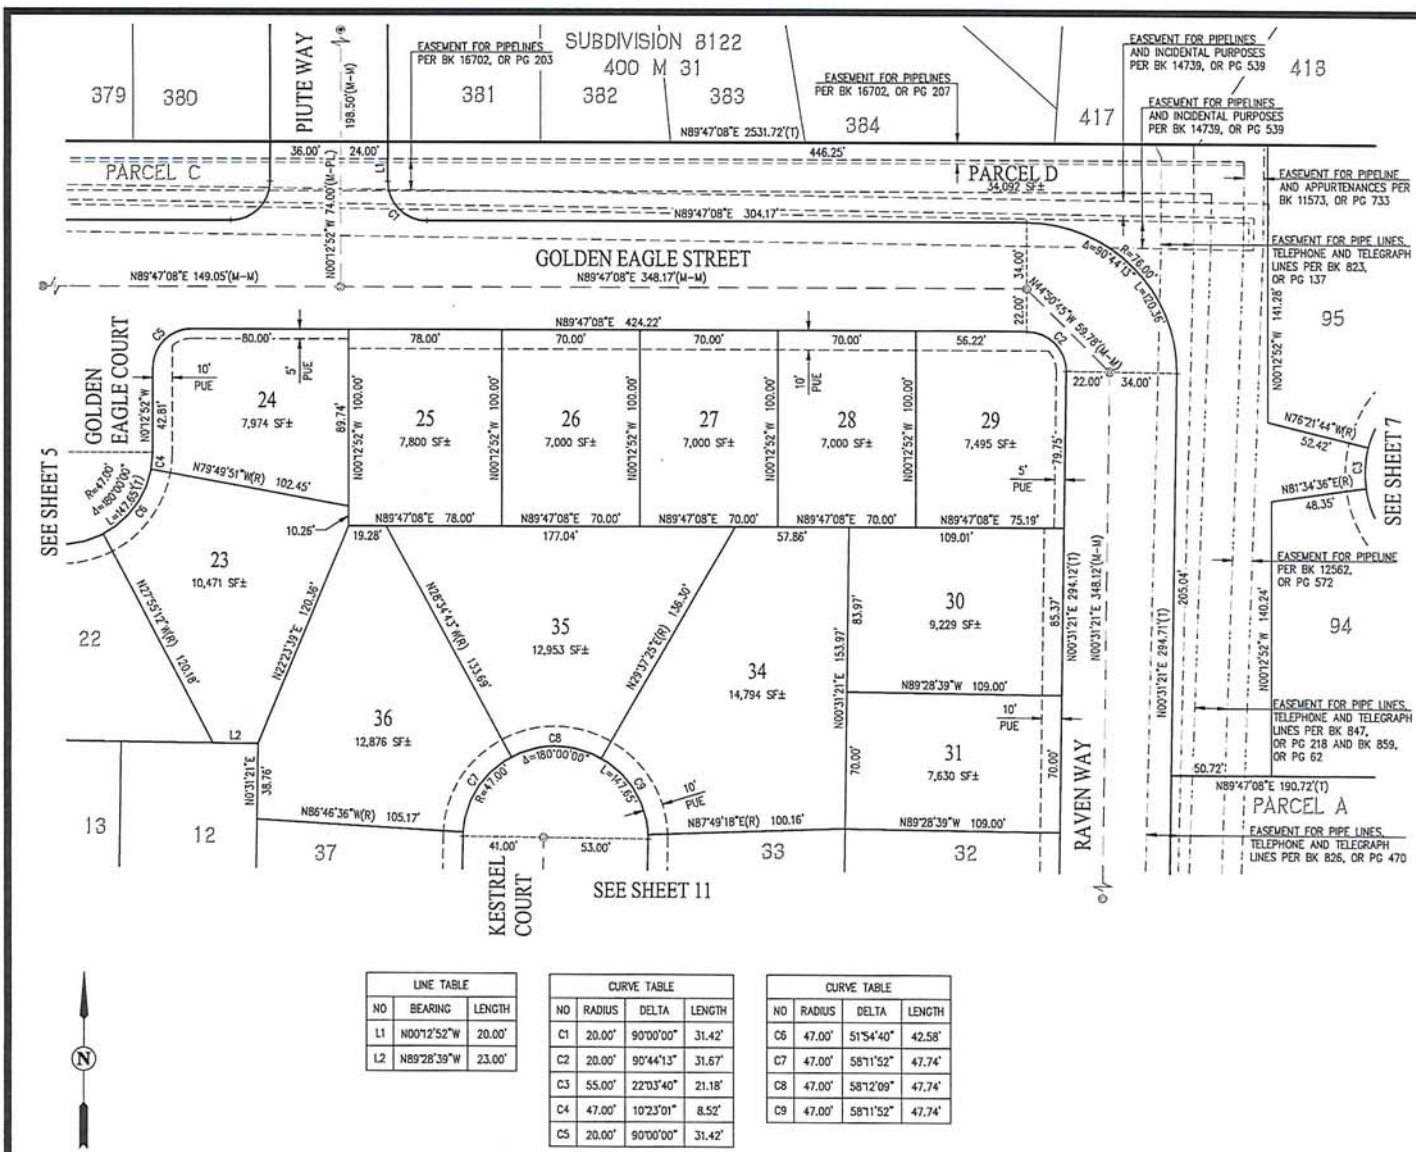 SUBDIVISION 8122
400 M 31
PIUTE WAY
198.50'(M-M)
EASEMENT FOR PIPELINES
PER BK 16702, OR PG 203
EASEMENT FOR PIPELINES
PER BK 16702, OR PG 207
EASEMENT FOR PIPELINES
AND INCIDENTAL PURPOSES
PER BK 14739, OR PG 539
EASEMENT FOR PIPELINES
AND INCIDENTAL PURPOSES
PER BK 14739, OR PG 539
379
380
381
382
383
384
417
418
N89°47'08"E 2531.72'(T)
36.00'
24.00'
446.25'
L1
PARCEL C
PARCEL D
34,092 SF±
EASEMENT FOR PIPELINE
AND APPURTENANCES PER
BK 11573, OR PG 733
N00°12'52"W 74.00'(M-PL)
C1
N89°47'08"E 304.17'
GOLDEN EAGLE STREET
N89°47'08"E 149.05'(M-M)
N89°47'08"E 348.17'(M-M)
Δ=90°44'13"
R=76.00'
L=120.36'
34.00'
22.00'
N44°50'45"W 59.78'(M-M)
EASEMENT FOR PIPE LINES,
TELEPHONE AND TELEGRAPH
LINES PER BK 823,
OR PG 137
N00°12'52"W 141.28'
95
GOLDEN
EAGLE COURT
C5
N89°47'08"E 424.22'
80.00'
78.00'
70.00'
70.00'
70.00'
56.22'
C2
22.00'
34.00'
10'
PUE
5'
PUE
10'
PUE
N0°12'52"W
42.81'
24
7,974 SF±
89.74'
N00°12'52"W 100.00'
25
7,800 SF±
N00°12'52"W 100.00'
26
7,000 SF±
N00°12'52"W 100.00'
27
7,000 SF±
N00°12'52"W 100.00'
28
7,000 SF±
N00°12'52"W 100.00'
29
7,495 SF±
79.75'
5'
PUE
N76°21'44"W(R)
52.42'
C3
N81°34'36"E(R)
48.35'
SEE SHEET 7
SEE SHEET 5
R=47.00'
Δ=180°00'00"
L=147.65'(T)
C4
C6
N79°49'51"W(R) 102.45'
10.26'
N89°47'08"E 78.00'
N89°47'08"E 70.00'
N89°47'08"E 70.00'
N89°47'08"E 70.00'
N89°47'08"E 75.19'
19.28'
177.04'
57.86'
109.01'
23
10,471 SF±
N27°55'12"W(R) 120.18'
N22°23'39"E 120.36'
N28°34'43"W(R) 133.69'
35
12,953 SF±
N29°37'25"E(R) 136.30'
83.97'
N00°31'21"E 153.97'
30
9,229 SF±
85.37'
N00°31'21"E 294.12'(T)
N00°31'21"E 348.12'(M-M)
N00°31'21"E 294.71'(T)
205.04'
EASEMENT FOR PIPELINE
PER BK 12562,
OR PG 572
N00°12'52"W 140.24'
94
22
34
14,794 SF±
N89°28'39"W 109.00'
10'
PUE
EASEMENT FOR PIPE LINES,
TELEPHONE AND TELEGRAPH
LINES PER BK 847,
OR PG 218 AND BK 859,
OR PG 62
36
12,876 SF±
L2
N0°31'21"E
38.76'
C7
C8
C9
Δ=180°00'00"
R=47.00'
L=147.65'
10'
PUE
70.00'
31
7,630 SF±
70.00'
RAVEN WAY
50.72'
N89°47'08"E 190.72'(T)
PARCEL A
13
12
N86°46'36"W(R) 105.17'
37
41.00'
53.00'
N87°49'18"E(R) 100.16'
33
N89°28'39"W 109.00'
32
EASEMENT FOR PIPE LINES,
TELEPHONE AND TELEGRAPH
LINES PER BK 826, OR PG 470
KESTREL
COURT
SEE SHEET 11
N
LINE TABLE
NO BEARING LENGTH
L1 N00°12'52"W 20.00'
L2 N89°28'39"W 23.00'
CURVE TABLE
NO RADIUS DELTA LENGTH
C1 20.00' 90°00'00" 31.42'
C2 20.00' 90°44'13" 31.67'
C3 55.00' 22°03'40" 21.18'
C4 47.00' 10°23'01" 8.52'
C5 20.00' 90°00'00" 31.42'
CURVE TABLE
NO RADIUS DELTA LENGTH
C6 47.00' 51°54'40" 42.58'
C7 47.00' 58°11'52" 47.74'
C8 47.00' 58°12'09" 47.74'
C9 47.00' 58°11'52" 47.74'